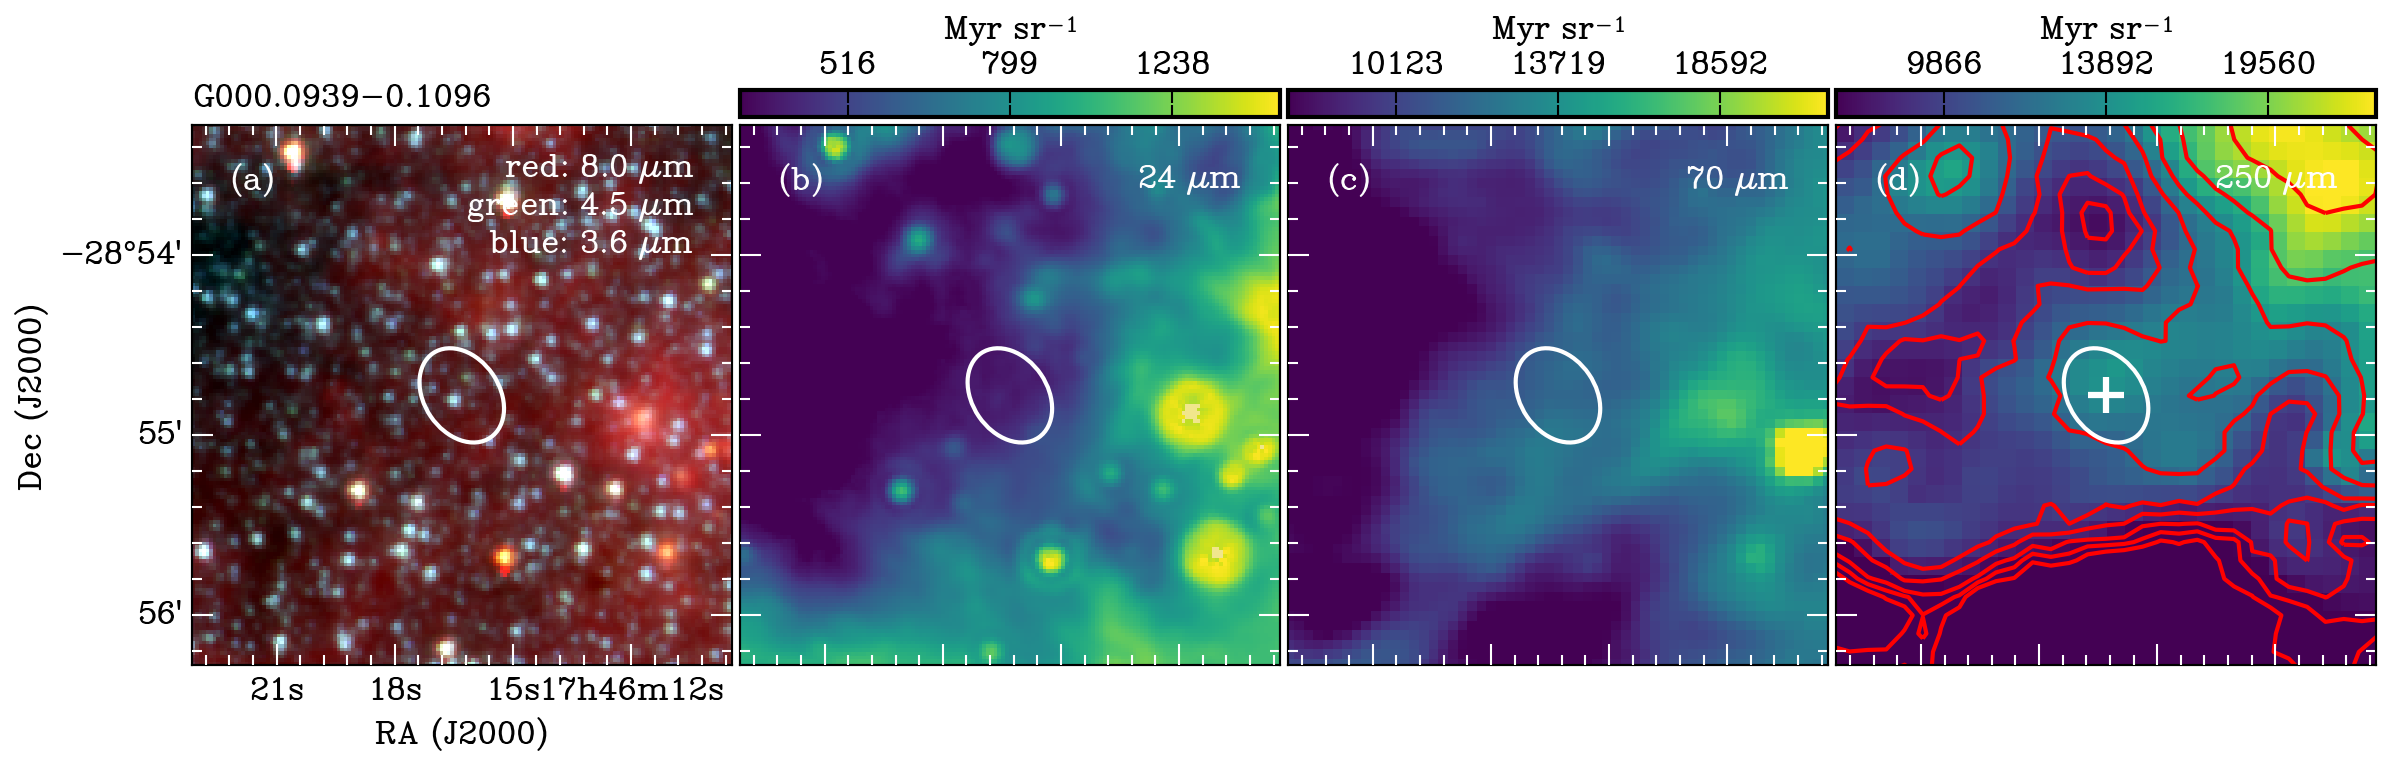 Myr sr⁻¹
516 799 1238
Myr sr⁻¹
10123 13719 18592
Myr sr⁻¹
9866 13892 19560
G000.0939−0.1096
(a)
red: 8.0 μm
green: 4.5 μm
blue: 3.6 μm
(b)
24 μm
(c)
70 μm
(d)
250 μm
Dec (J2000)
−28°54'
55'
56'
21s 18s 15s17h46m12s
RA (J2000)